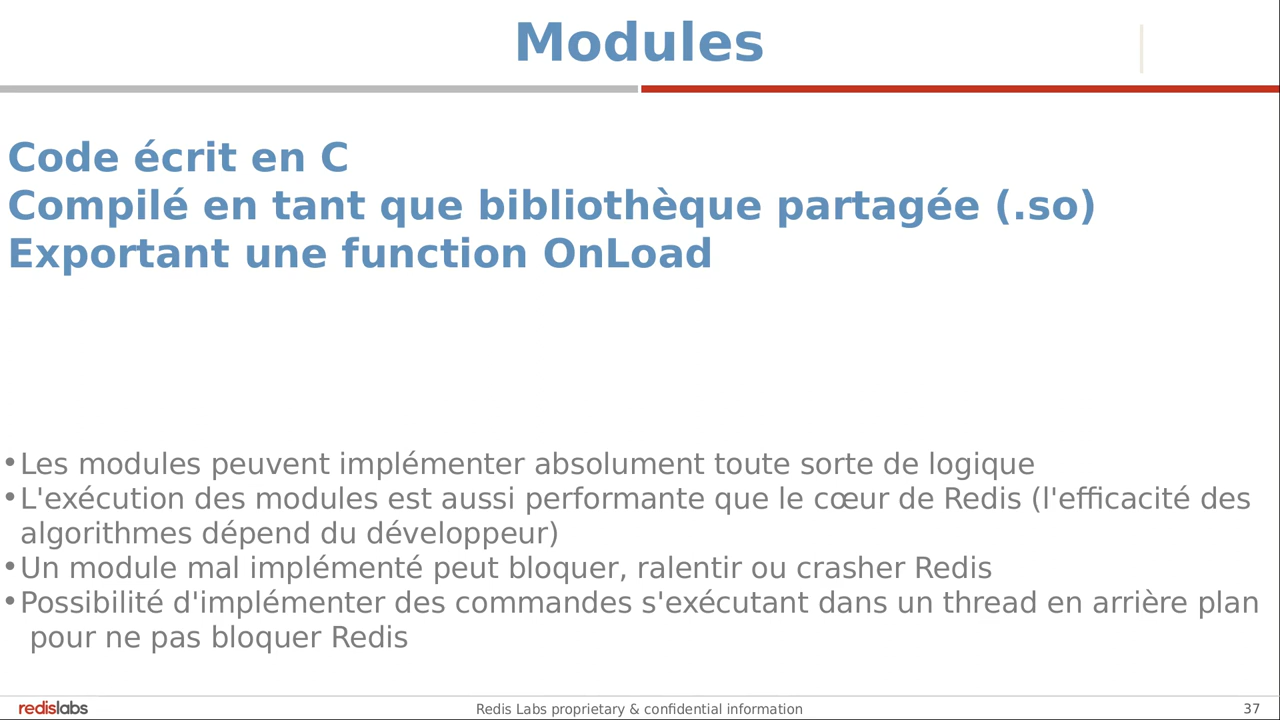 Modules
Code écrit en C
Compilé en tant que bibliothèque partagée (.so)
Exportant une function OnLoad
•Les modules peuvent implémenter absolument toute sorte de logique
•L'exécution des modules est aussi performante que le cœur de Redis (l'efficacité des
algorithmes dépend du développeur)
•Un module mal implémenté peut bloquer, ralentir ou crasher Redis
•Possibilité d'implémenter des commandes s'exécutant dans un thread en arrière plan
pour ne pas bloquer Redis
redislabs
Redis Labs proprietary & confidential information
37